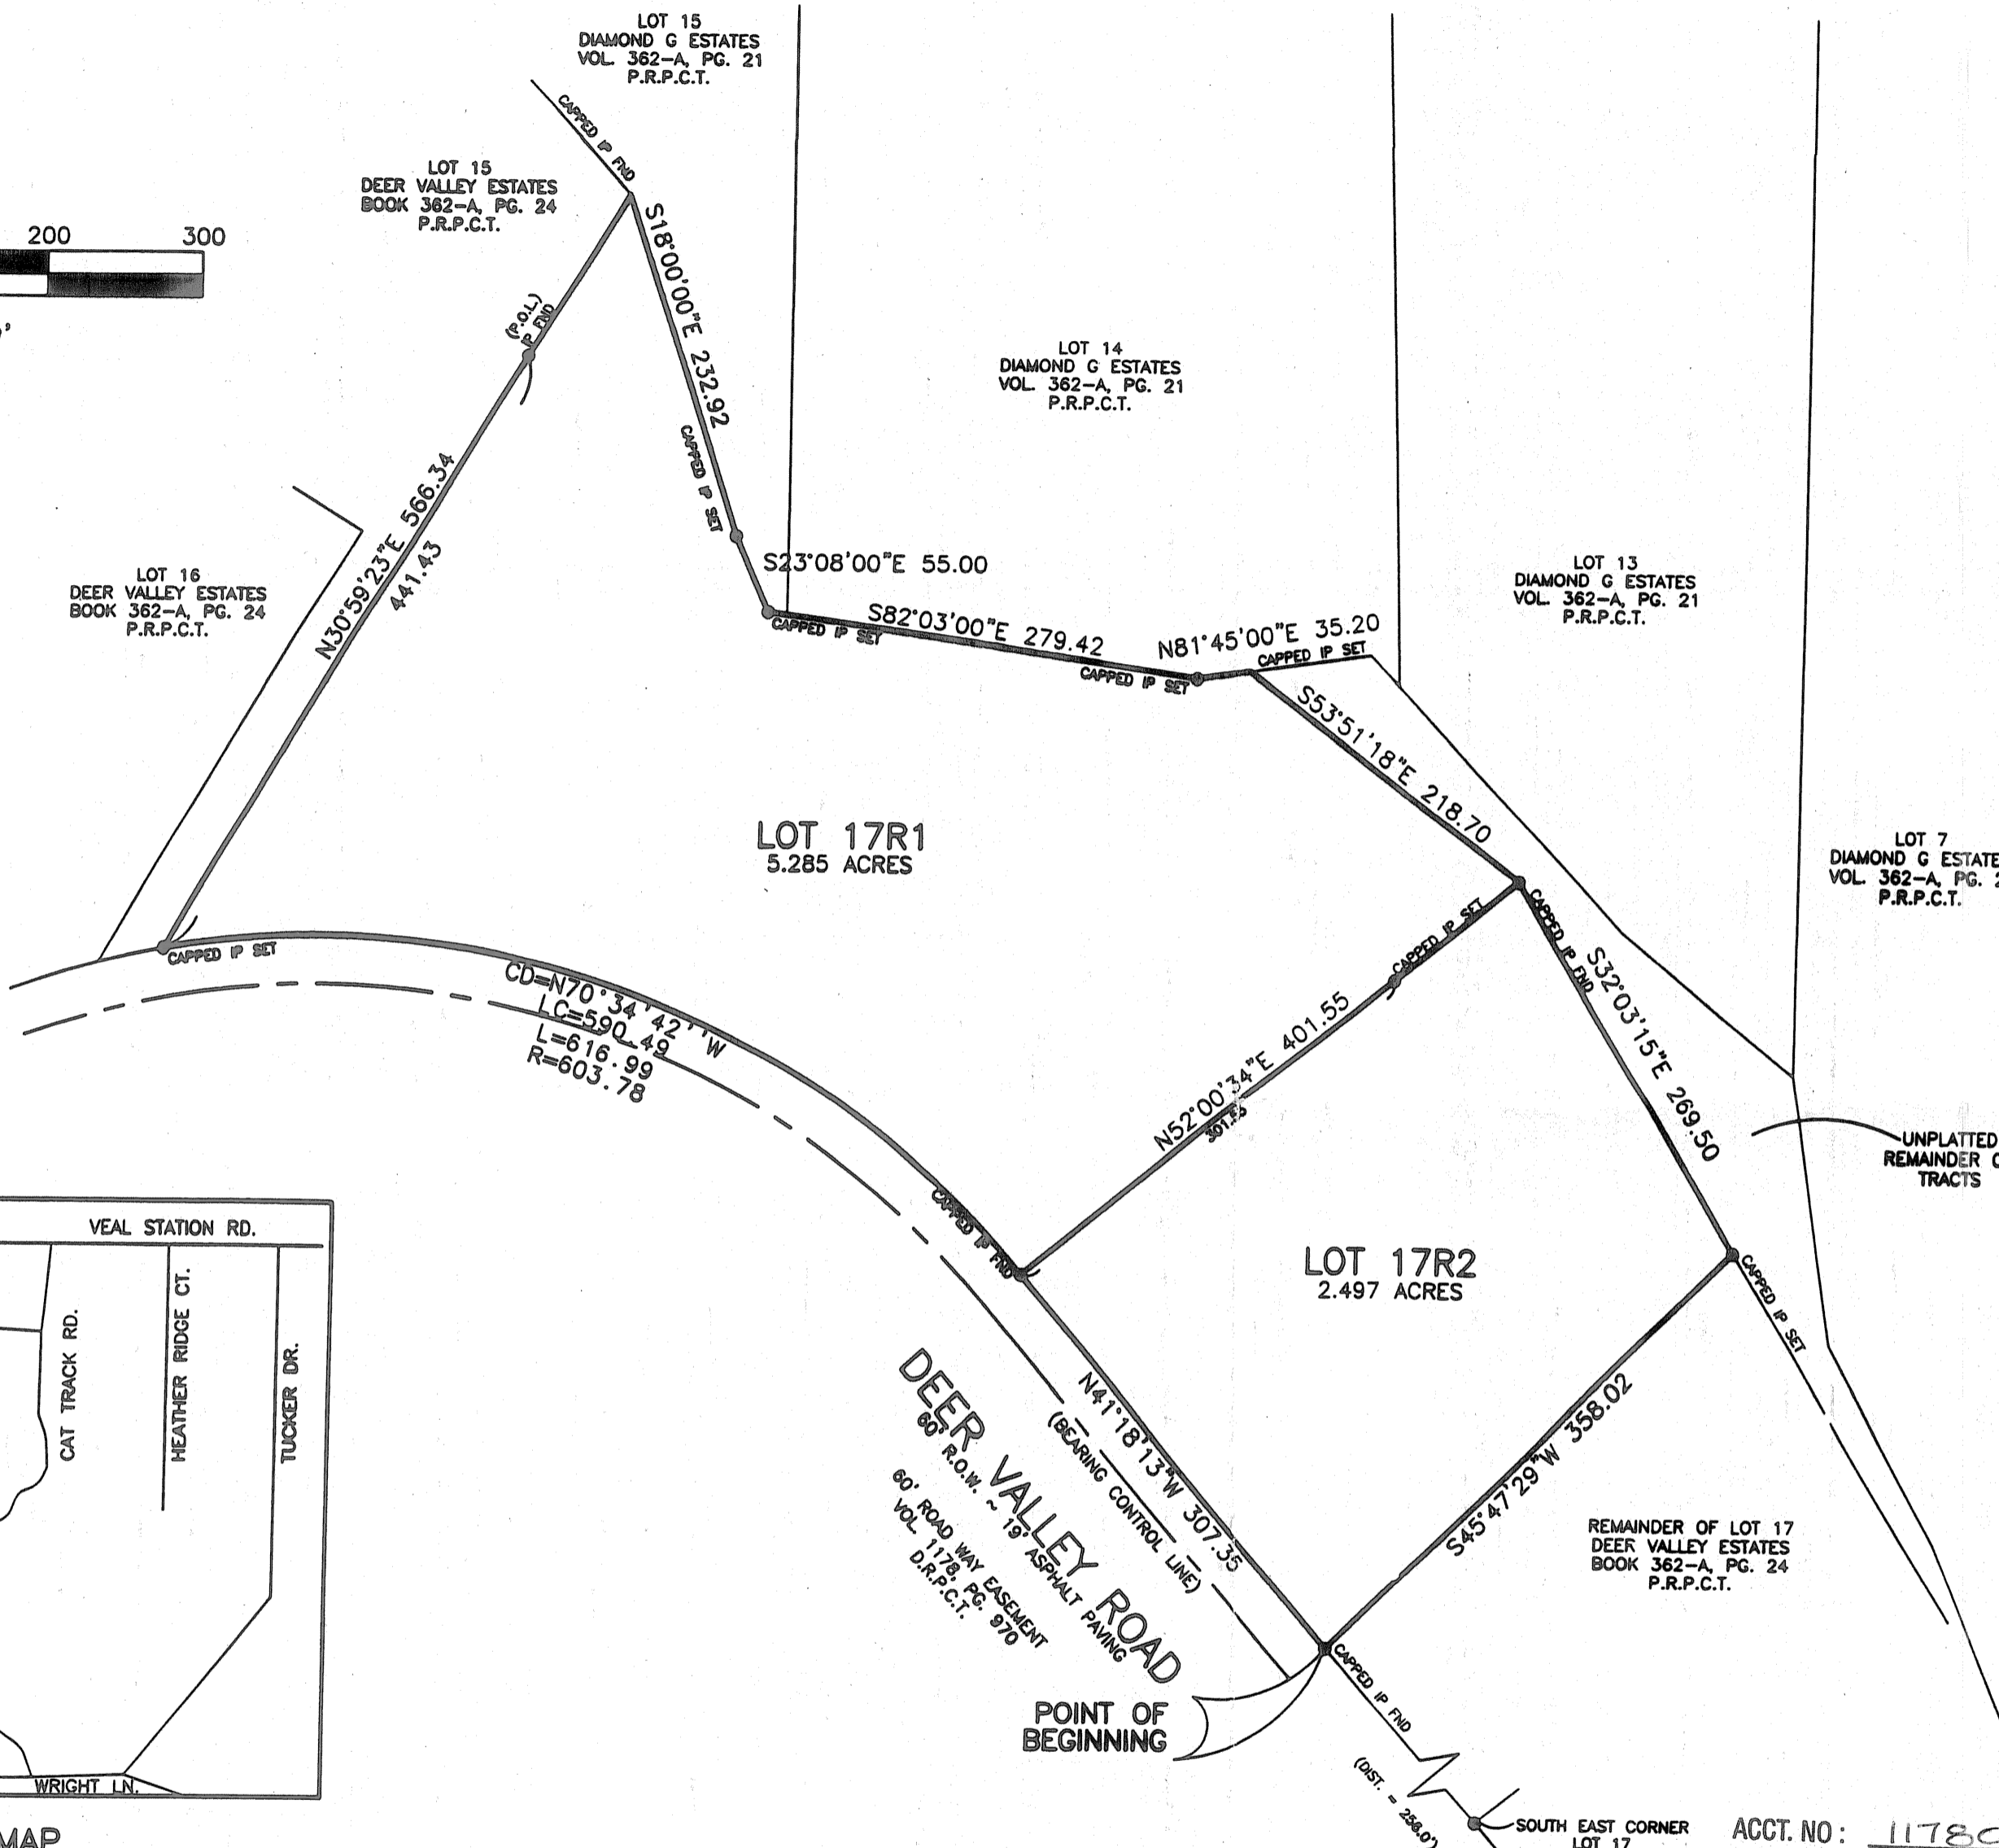 LOT 15
DIAMOND G ESTATES
VOL. 362-A, PG. 21
P.R.P.C.T.
CAPPED IP FND
LOT 15
DEER VALLEY ESTATES
BOOK 362-A, PG. 24
P.R.P.C.T.
200 300
S18°00'00"E 232.92
CAPPED IP SET
(P.O.L.)
IP FND
LOT 14
DIAMOND G ESTATES
VOL. 362-A, PG. 21
P.R.P.C.T.
N30°59'23"E 566.34
441.43
LOT 16
DEER VALLEY ESTATES
BOOK 362-A, PG. 24
P.R.P.C.T.
S23°08'00"E 55.00
CAPPED IP SET
S82°03'00"E 279.42
CAPPED IP SET
N81°45'00"E 35.20
CAPPED IP SET
LOT 13
DIAMOND G ESTATES
VOL. 362-A, PG. 21
P.R.P.C.T.
S53°51'18"E 218.70
LOT 17R1
5.285 ACRES
LOT 7
DIAMOND G ESTATE
VOL. 362-A, PG. 2
P.R.P.C.T.
CAPPED IP SET
CD=N70°34'42''W
LC=590.49
L=616.99
R=603.78
CAPPED IP SET
CAPPED IP FND
S32°03'15"E 269.50
N52°00'34"E 401.55
UNPLATTED
REMAINDER O
TRACTS
CAPPED IP FND
LOT 17R2
2.497 ACRES
CAPPED IP SET
VEAL STATION RD.
CAT TRACK RD.
HEATHER RIDGE CT.
TUCKER DR.
WRIGHT LN.
MAP
N41°18'13"W 307.35
(BEARING CONTROL LINE)
DEER VALLEY ROAD
60' R.O.W. ~ 19' ASPHALT PAVING
60' ROAD WAY EASEMENT
VOL. 1178, PG. 970
D.R.P.C.T.
S45°47'29"W 358.02
REMAINDER OF LOT 17
DEER VALLEY ESTATES
BOOK 362-A, PG. 24
P.R.P.C.T.
POINT OF
BEGINNING
CAPPED IP FND
(DIST. = 256.0')
SOUTH EAST CORNER
LOT 17
ACCT. NO: 1178